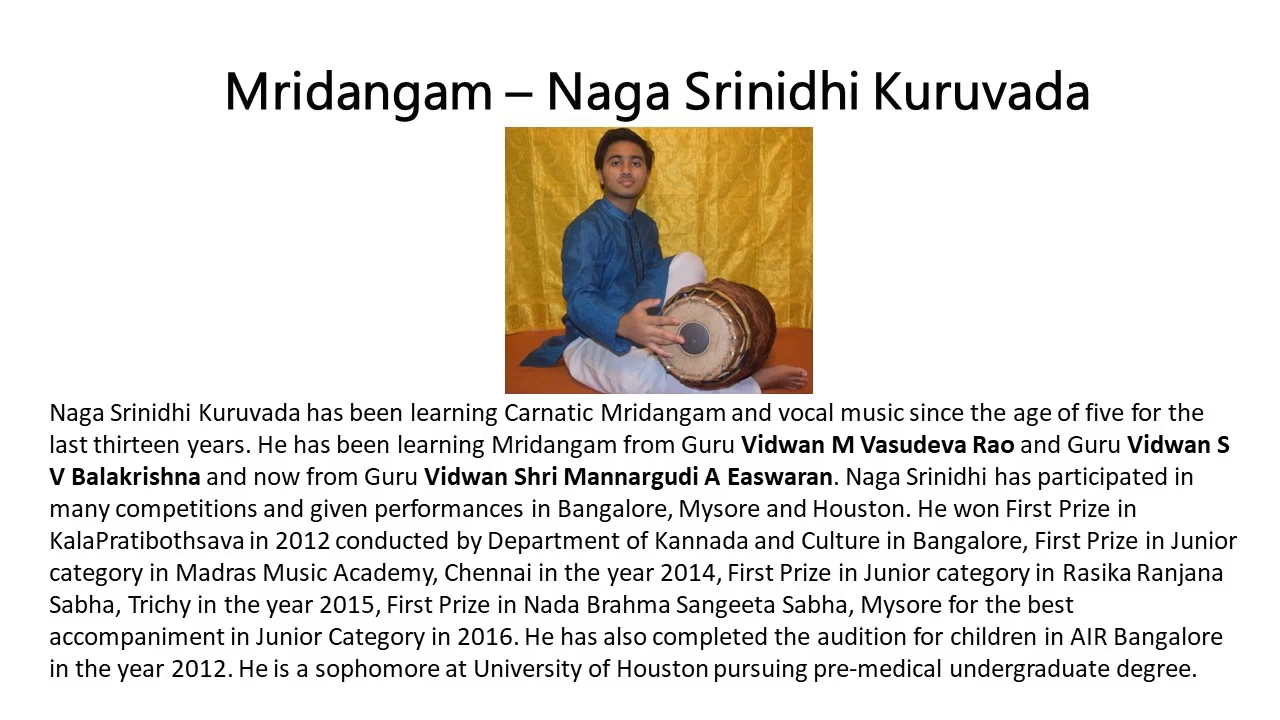 Mridangam – Naga Srinidhi Kuruvada
Naga Srinidhi Kuruvada has been learning Carnatic Mridangam and vocal music since the age of five for the
last thirteen years. He has been learning Mridangam from Guru Vidwan M Vasudeva Rao and Guru Vidwan S
V Balakrishna and now from Guru Vidwan Shri Mannargudi A Easwaran. Naga Srinidhi has participated in
many competitions and given performances in Bangalore, Mysore and Houston. He won First Prize in
KalaPratibothsava in 2012 conducted by Department of Kannada and Culture in Bangalore, First Prize in Junior
category in Madras Music Academy, Chennai in the year 2014, First Prize in Junior category in Rasika Ranjana
Sabha, Trichy in the year 2015, First Prize in Nada Brahma Sangeeta Sabha, Mysore for the best
accompaniment in Junior Category in 2016. He has also completed the audition for children in AIR Bangalore
in the year 2012. He is a sophomore at University of Houston pursuing pre-medical undergraduate degree.